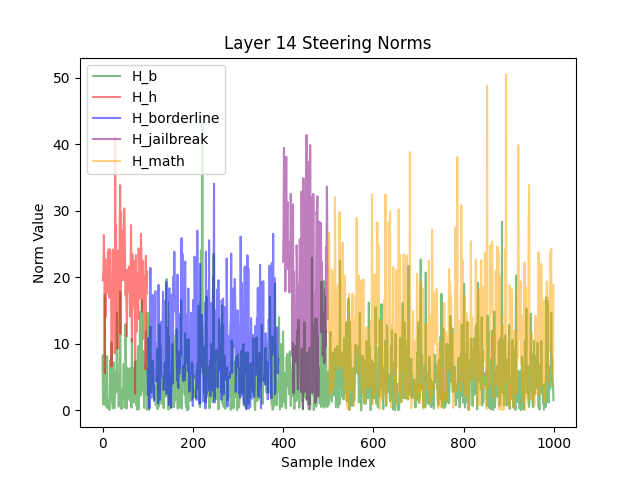 Layer 14 Steering Norms
H_b
H_h
H_borderline
H_jailbreak
H_math
Norm Value
50
40
30
20
10
0
0 200 400 600 800 1000
Sample Index